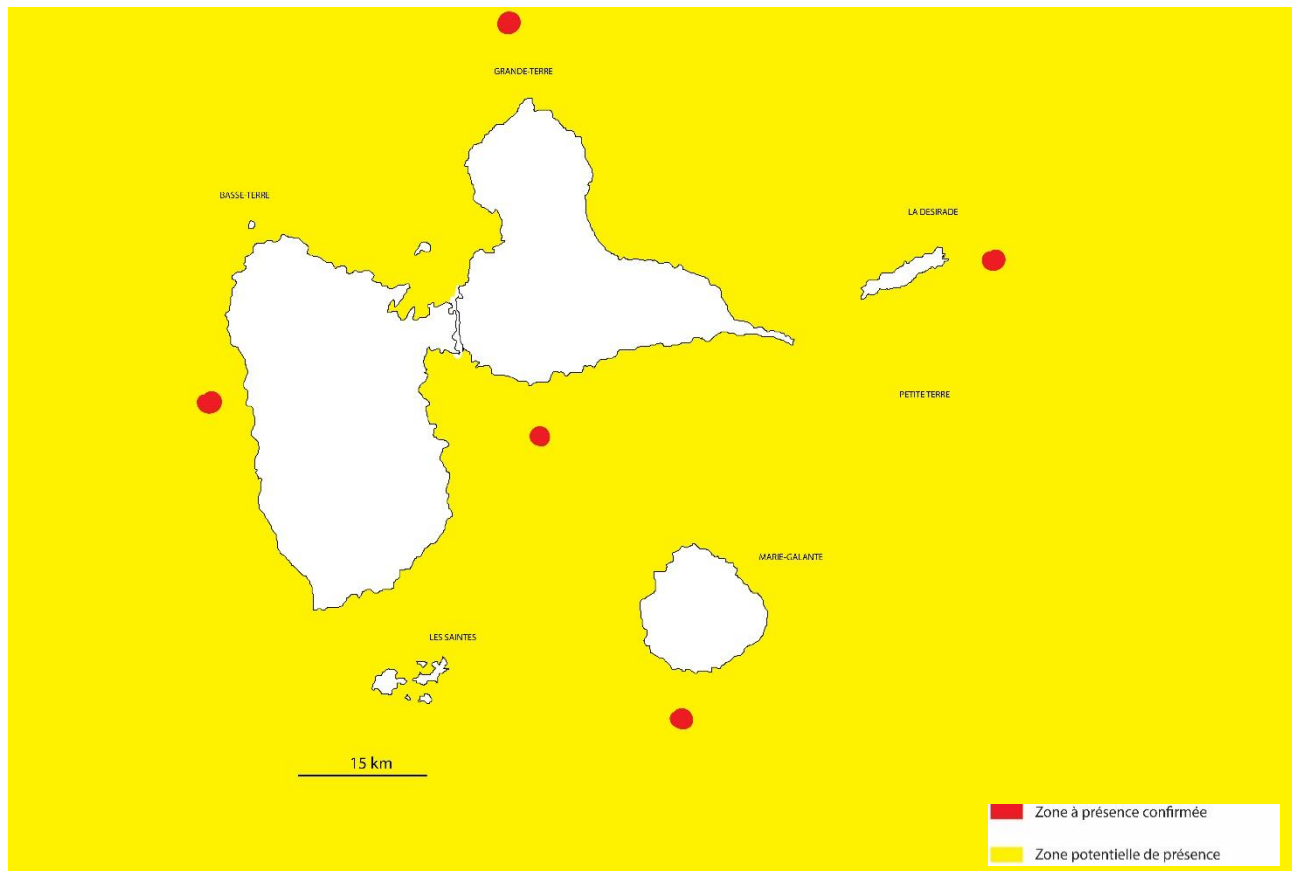 GRANDE-TERRE
BASSE-TERRE
LA DESIRADE
PETITE TERRE
MARIE-GALANTE
LES SAINTES
15 km
Zone à présence confirmée
Zone potentielle de présence